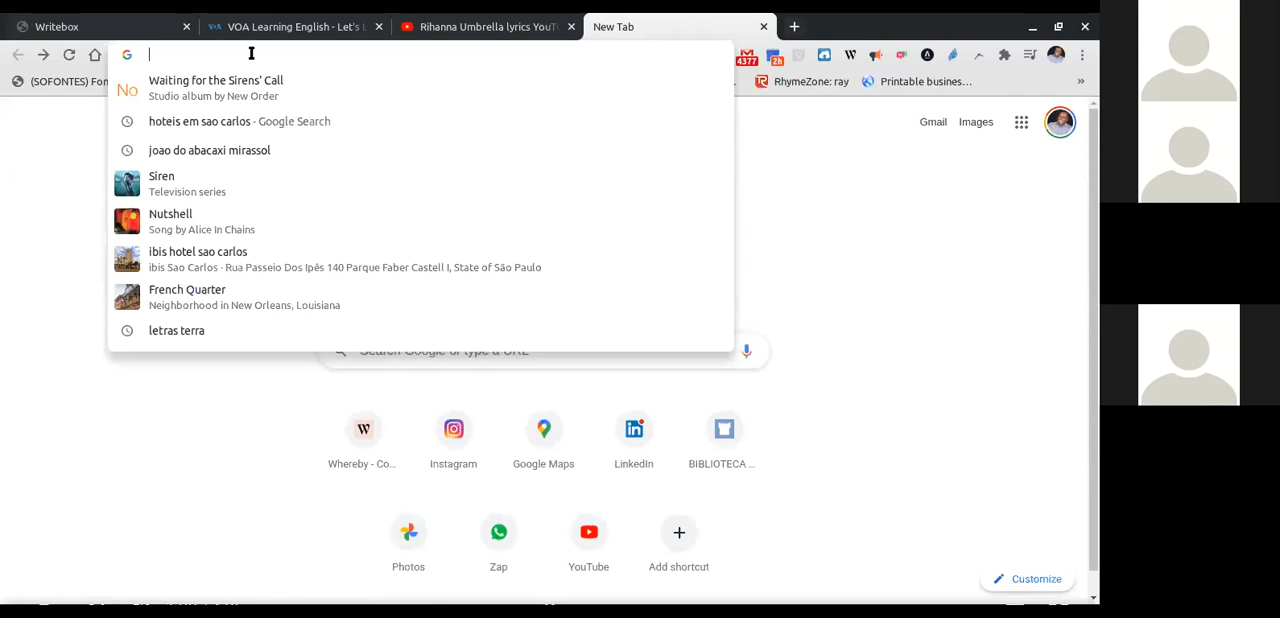 Writebox
VOA Learning English - Let's L
Rihanna Umbrella lyrics YouT
New Tab
4377
2h
(SOFONTES) Fon
RhymeZone: ray
Printable busines...
Waiting for the Sirens' Call
Studio album by New Order
No
hoteis em sao carlos - Google Search
joao do abacaxi mirassol
Siren
Television series
Nutshell
Song by Alice In Chains
ibis hotel sao carlos
ibis Sao Carlos · Rua Passeio Dos Ipês 140 Parque Faber Castell I, State of São Paulo
French Quarter
Neighborhood in New Orleans, Louisiana
letras terra
Gmail
Images
Search Google or type a URL
Whereby - Co...
Instagram
Google Maps
LinkedIn
BIBLIOTECA ...
Photos
Zap
YouTube
Add shortcut
Customize